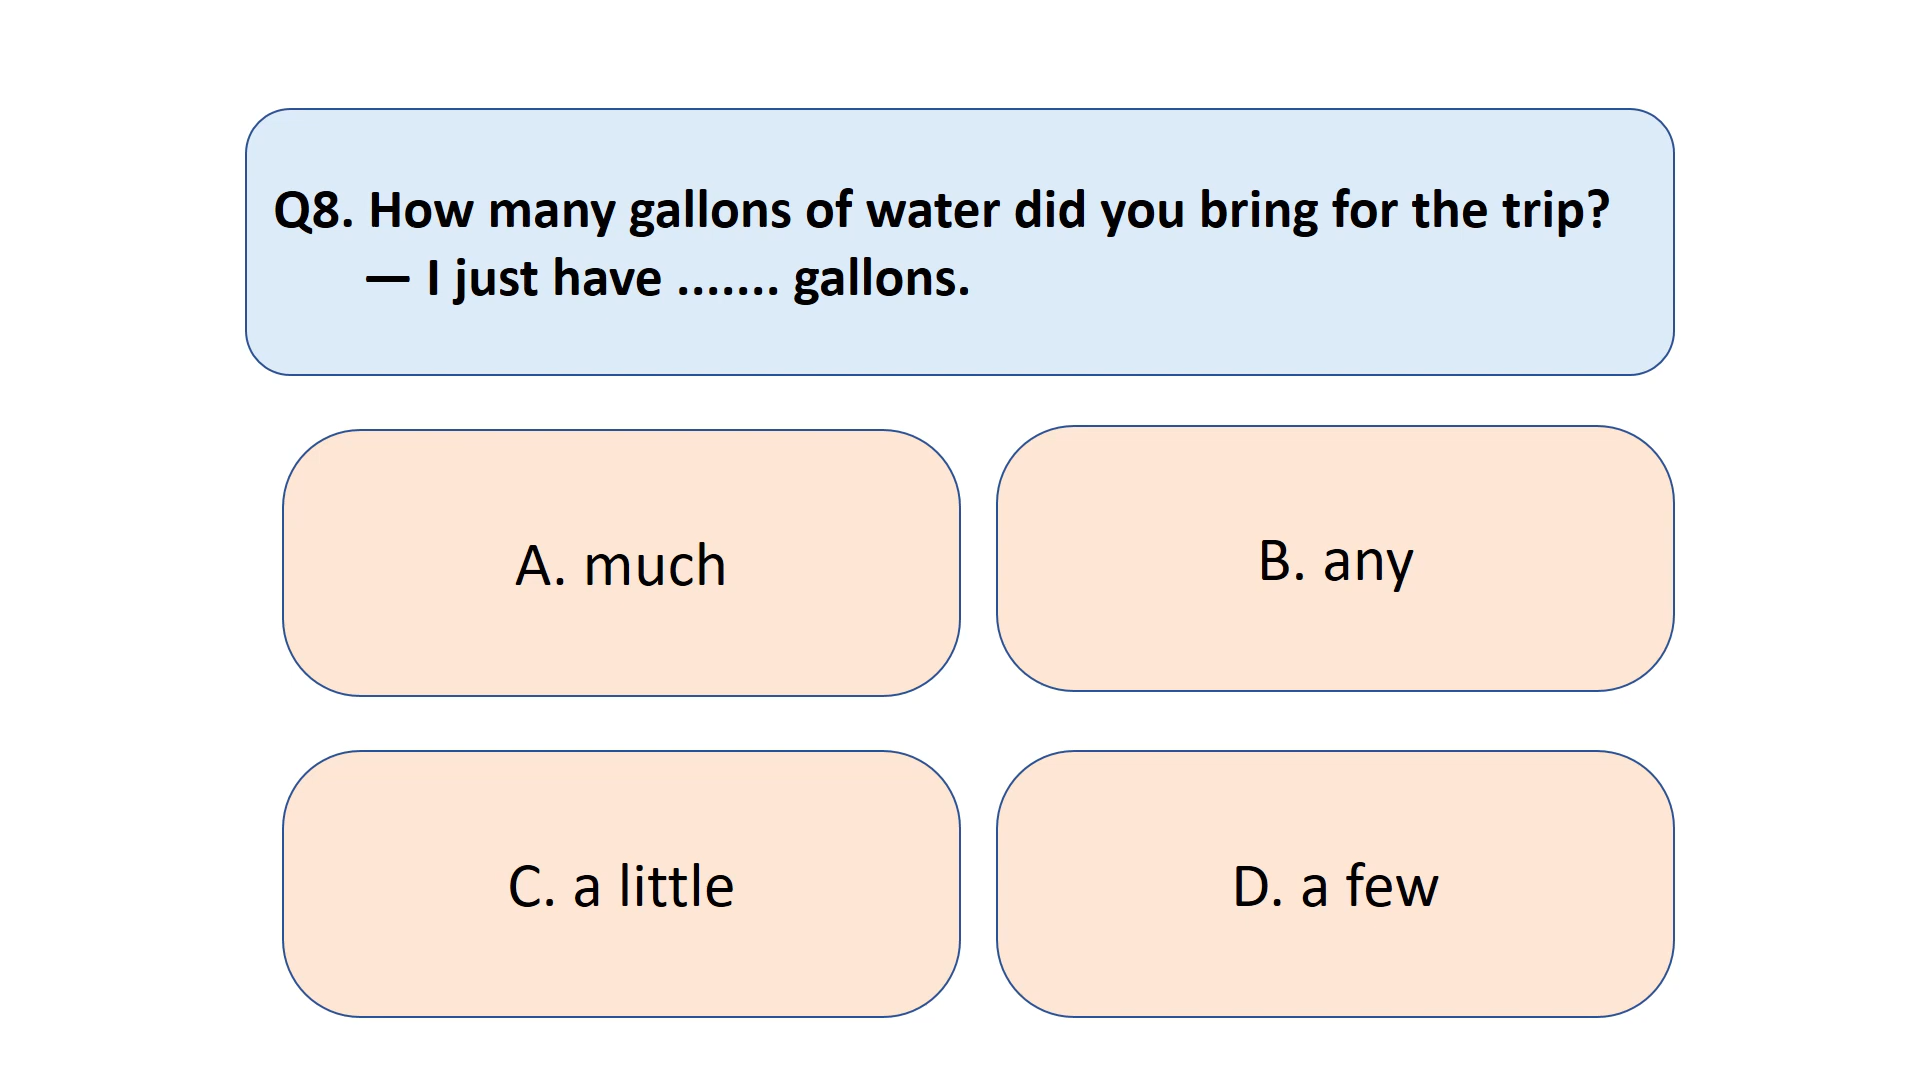 Q8. How many gallons of water did you bring for the trip?
— I just have ....... gallons.
A. much
B. any
C. a little
D. a few